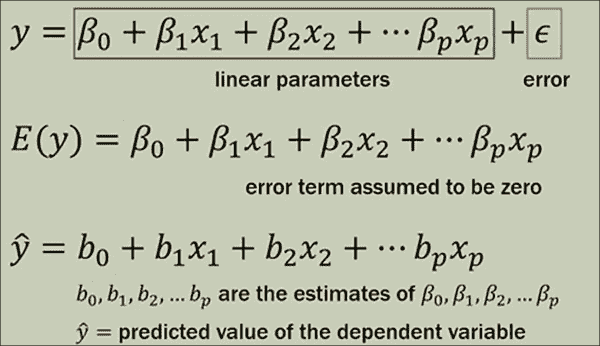 y = β₀ + β₁x₁ + β₂x₂ + ⋯ βₚxₚ + ϵ
linear parameters error
E(y) = β₀ + β₁x₁ + β₂x₂ + ⋯ βₚxₚ
error term assumed to be zero
ŷ = b₀ + b₁x₁ + b₂x₂ + ⋯ bₚxₚ
b₀, b₁, b₂, … bₚ are the estimates of β₀, β₁, β₂, … βₚ
ŷ = predicted value of the dependent variable